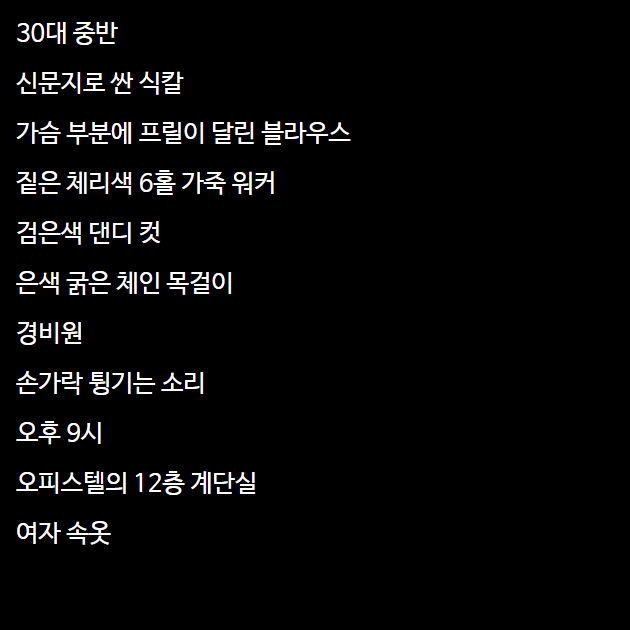 30대 중반
신문지로 싼 식칼
가슴 부분에 프릴이 달린 블라우스
짙은 체리색 6홀 가죽 워커
검은색 댄디 컷
은색 굵은 체인 목걸이
경비원
손가락 튕기는 소리
오후 9시
오피스텔의 12층 계단실
여자 속옷